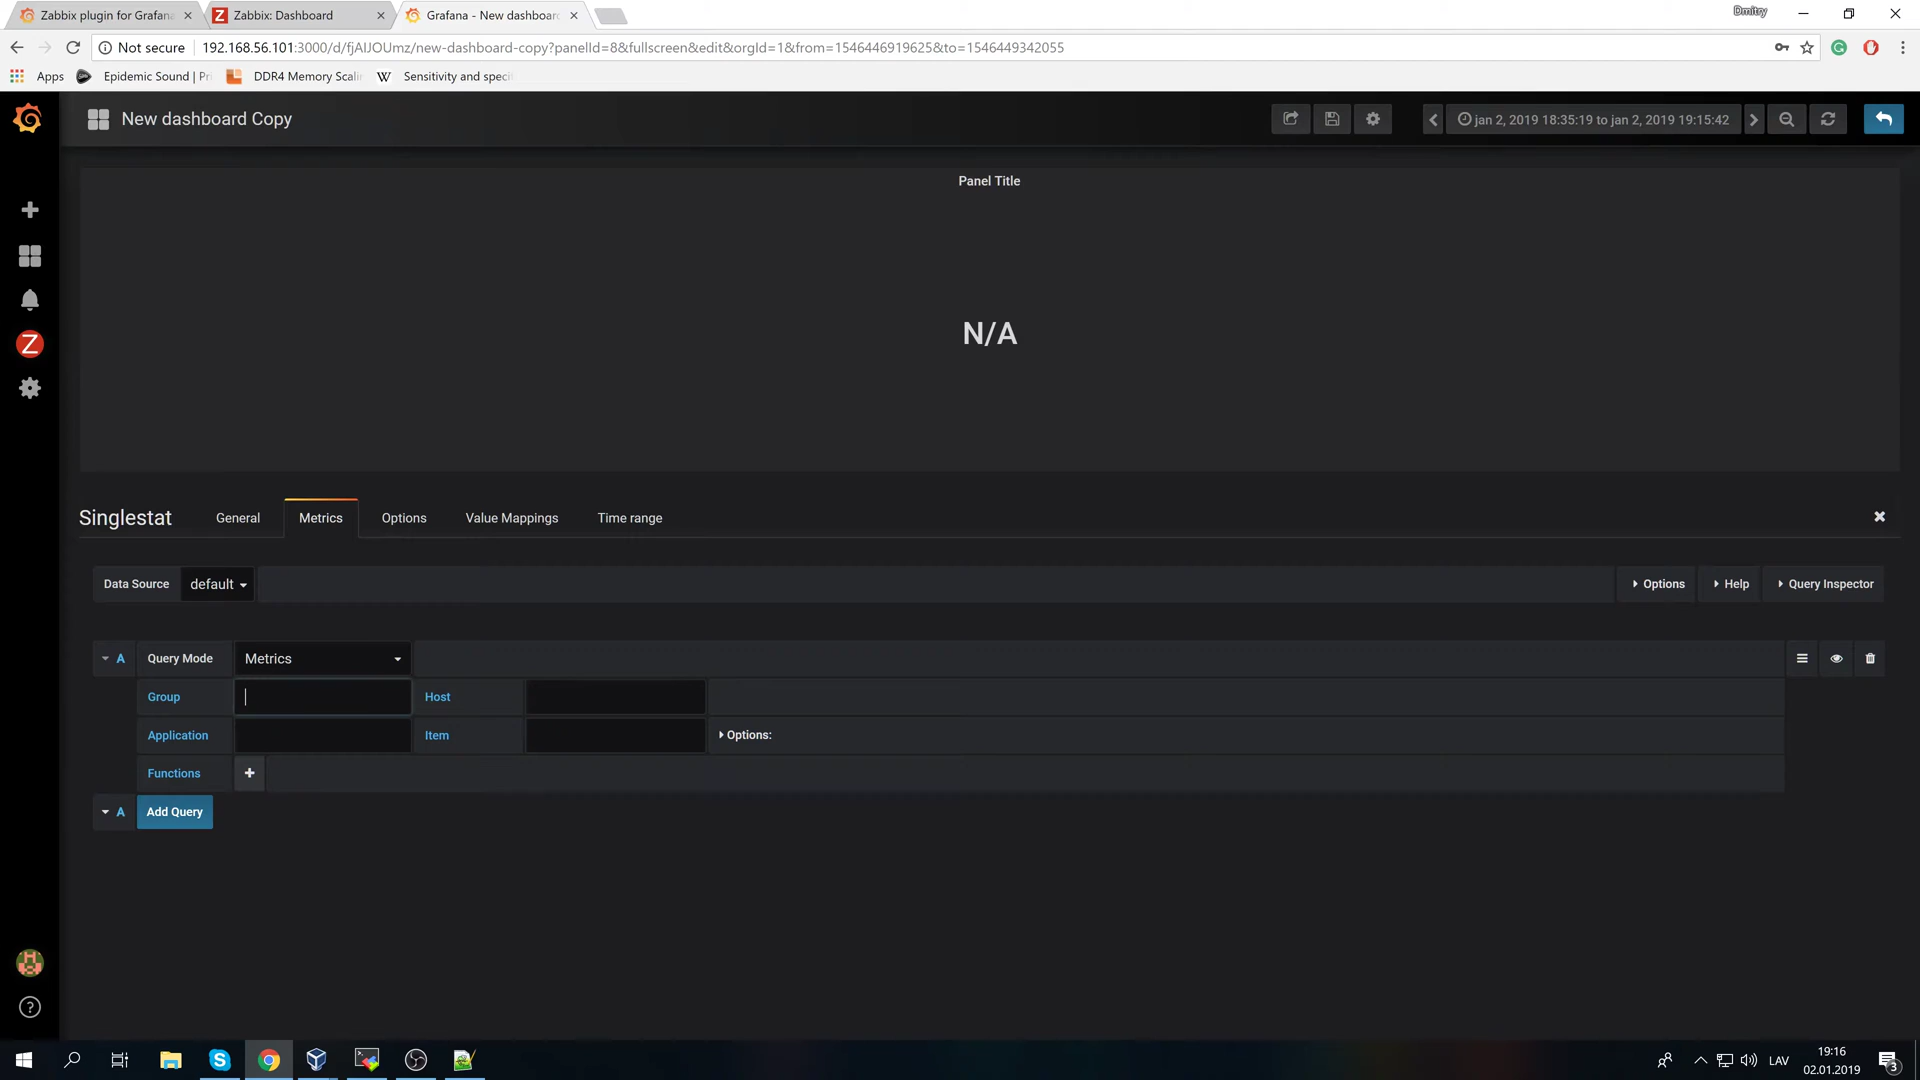 Zabbix plugin for Grafana
Zabbix: Dashboard
Grafana - New dashboard
Dmitry
Not secure
192.168.56.101:3000/d/fjAIJOUmz/new-dashboard-copy?panelId=8&fullscreen&edit&orgId=1&from=1546446919625&to=1546449342055
Apps
Epidemic Sound | Pri
DDR4 Memory Scalin
W
Sensitivity and speci
New dashboard Copy
jan 2, 2019 18:35:19 to jan 2, 2019 19:15:42
Panel Title
N/A
Z
Singlestat
General
Metrics
Options
Value Mappings
Time range
Data Source
default
Options
Help
Query Inspector
A
Query Mode
Metrics
Group
Host
Application
Item
Options:
Functions
A
Add Query
LAV
19:16
02.01.2019
3